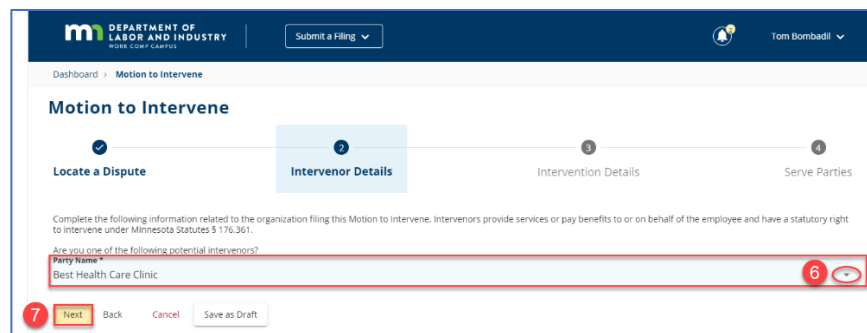 DEPARTMENT OF
LABOR AND INDUSTRY
WORK COMP CAMPUS
Submit a Filing
Tom Bombadil
Dashboard › Motion to Intervene
Motion to Intervene
2
3
4
Locate a Dispute
Intervenor Details
Intervention Details
Serve Parties
Complete the following information related to the organization filing this Motion to Intervene. Intervenors provide services or pay benefits to or on behalf of the employee and have a statutory right
to intervene under Minnesota Statutes § 176.361.
Are you one of the following potential intervenors?
Party Name *
Best Health Care Clinic
6
7
Next Back Cancel Save as Draft